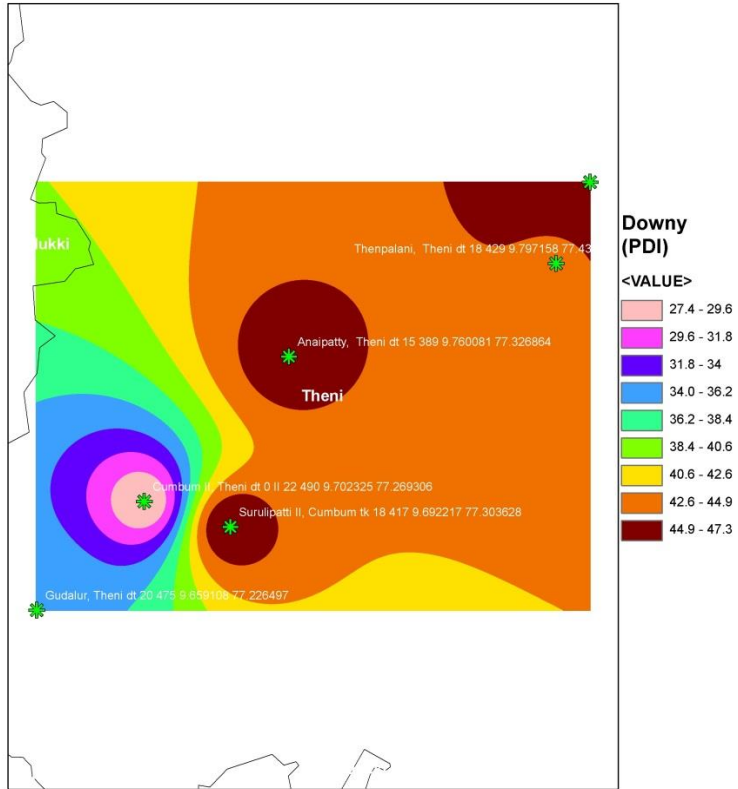 Downy
(PDI)
<VALUE>
27.4 - 29.6
29.6 - 31.8
31.8 - 34
34.0 - 36.2
36.2 - 38.4
38.4 - 40.6
40.6 - 42.6
42.6 - 44.9
44.9 - 47.3
lukki
Thenpalani, Theni dt 18 429 9.797158 77.43
Anaipatty, Theni dt 15 389 9.760081 77.326864
Theni
Cumbum II, Theni dt 0 II 22 490 9.702325 77.269306
Surulipatti II, Cumbum tk 18 417 9.692217 77.303628
Gudalur, Theni dt 20 475 9.659108 77.226497